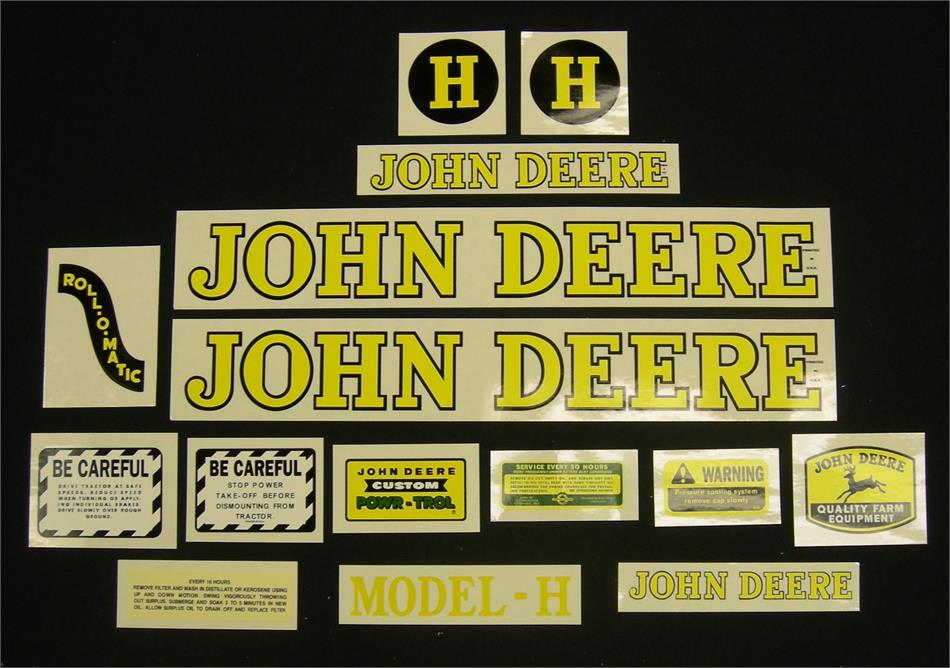 H
H
JOHN DEERE
JOHN DEERE
PRINTED
IN
U.S.A.
ROLL-O-MATIC
JOHN DEERE
PRINTED
IN
U.S.A.
BE CAREFUL
DRIVE TRACTOR AT SAFE
SPEEDS. REDUCE SPEED
WHEN TURNING OR APPLY-
ING INDIVIDUAL BRAKES.
DRIVE SLOWLY OVER ROUGH
GROUND.
BE CAREFUL
STOP POWER
TAKE-OFF BEFORE
DISMOUNTING FROM
TRACTOR.
JOHN DEERE
CUSTOM
POWR-TROL
SERVICE EVERY 50 HOURS
WARNING
Pressure cooling system
remove cap slowly
JOHN DEERE
QUALITY FARM
EQUIPMENT
EVERY 10 HOURS
REMOVE FILTER AND WASH IN DISTILLATE OR KEROSENE USING
UP AND DOWN MOTION. SWING VIGOROUSLY THROWING
OUT SURPLUS. SUBMERGE AND SOAK 3 TO 5 MINUTES IN NEW
OIL. ALLOW SURPLUS OIL TO DRAIN OFF AND REPLACE FILTER
MODEL-H
JOHN DEERE